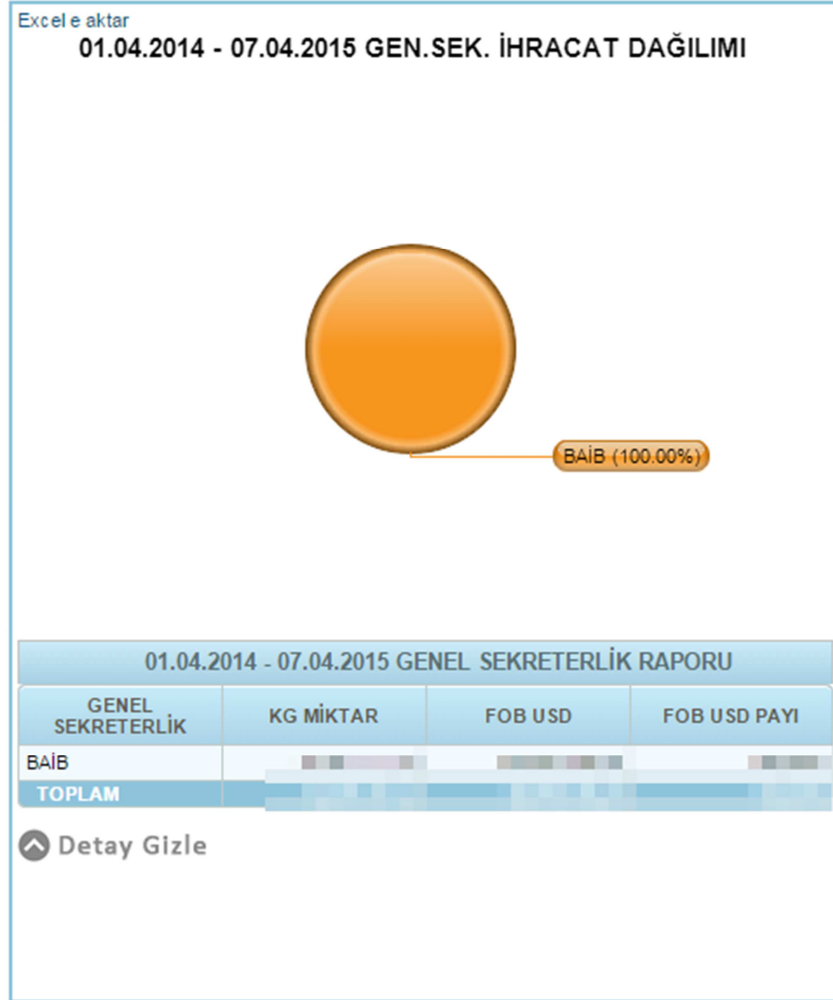 Excel e aktar
01.04.2014 - 07.04.2015 GEN.SEK. İHRACAT DAĞILIMI
BAİB (100.00%)
01.04.2014 - 07.04.2015 GENEL SEKRETERLİK RAPORU
GENEL SEKRETERLİK KG MİKTAR FOB USD FOB USD PAYI
BAİB
TOPLAM
Detay Gizle